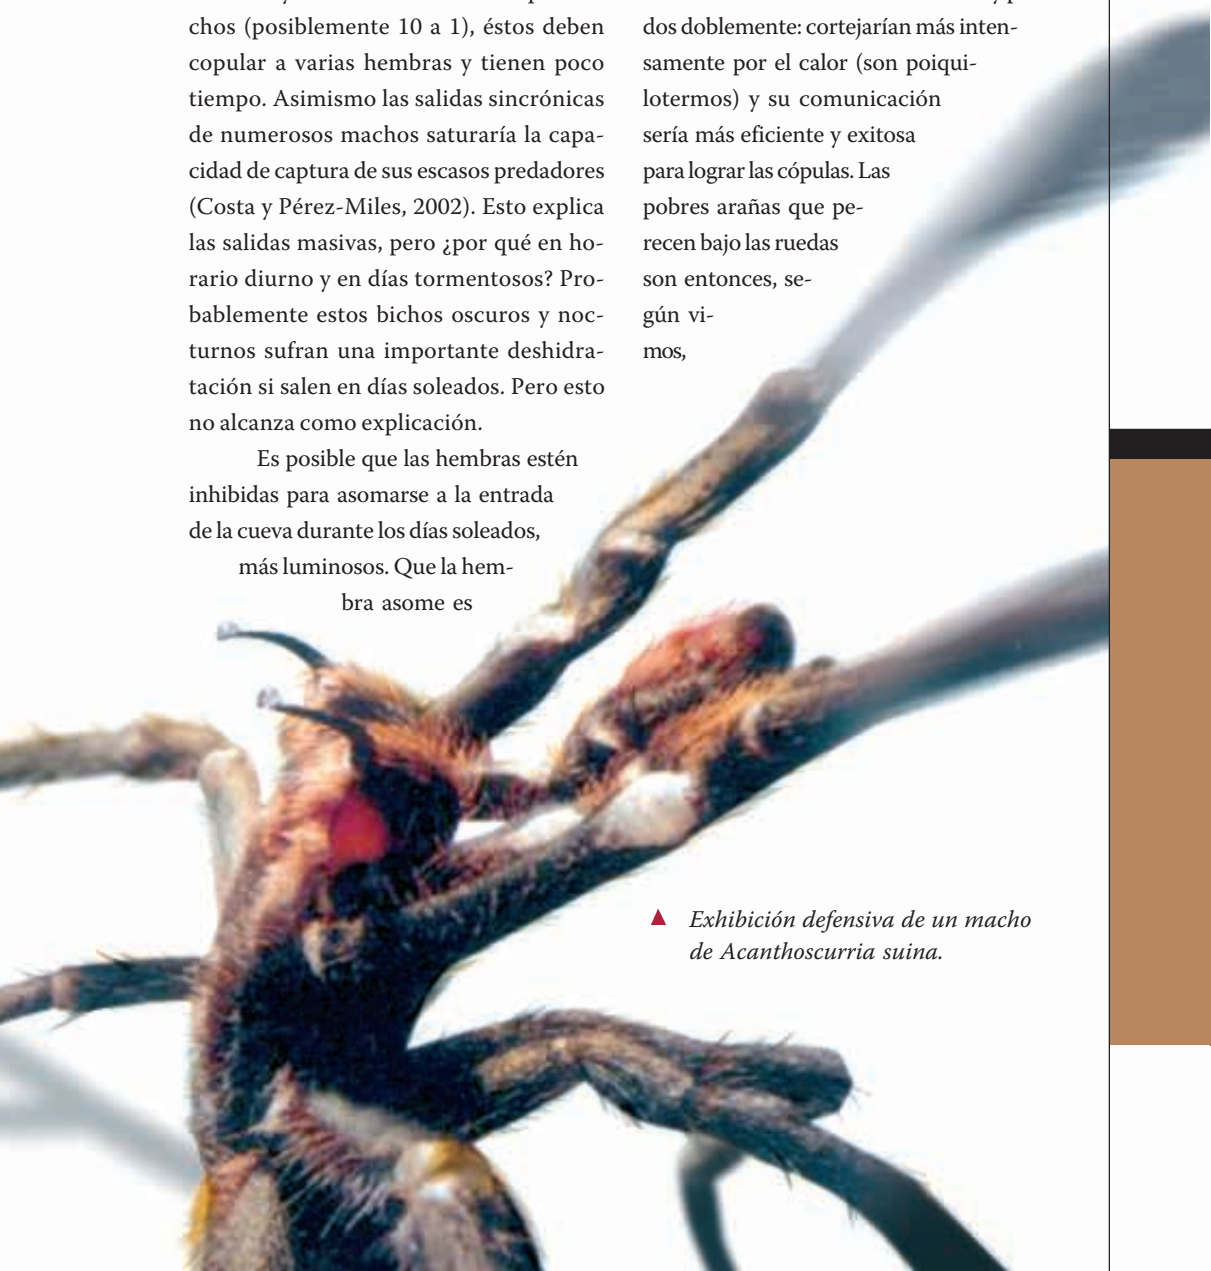 chos (posiblemente 10 a 1), éstos deben
copular a varias hembras y tienen poco
tiempo. Asimismo las salidas sincrónicas
de numerosos machos saturaría la capa-
cidad de captura de sus escasos predadores
(Costa y Pérez-Miles, 2002). Esto explica
las salidas masivas, pero ¿por qué en ho-
rario diurno y en días tormentosos? Pro-
bablemente estos bichos oscuros y noc-
turnos sufran una importante deshidra-
tación si salen en días soleados. Pero esto
no alcanza como explicación.
Es posible que las hembras estén
inhibidas para asomarse a la entrada
de la cueva durante los días soleados,
más luminosos. Que la hem-
bra asome es
dos doblemente: cortejarían más inten-
samente por el calor (son poiqui-
lotermos) y su comunicación
sería más eficiente y exitosa
para lograr las cópulas. Las
pobres arañas que pe-
recen bajo las ruedas
son entonces, se-
gún vi-
mos,
▲ Exhibición defensiva de un macho
de Acanthoscurria suina.